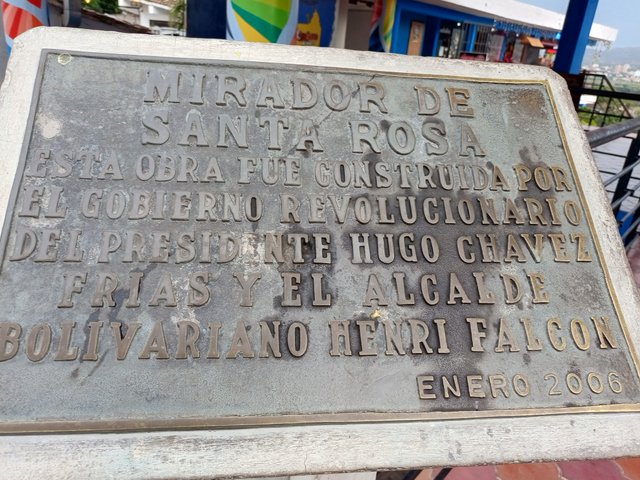 MIRADOR DE
SANTA ROSA
ESTA OBRA FUE CONSTRUIDA POR
EL GOBIERNO REVOLUCIONARIO
DEL PRESIDENTE HUGO CHAVEZ
FRIAS Y EL ALCALDE
BOLIVARIANO HENRI FALCON
ENERO 2006